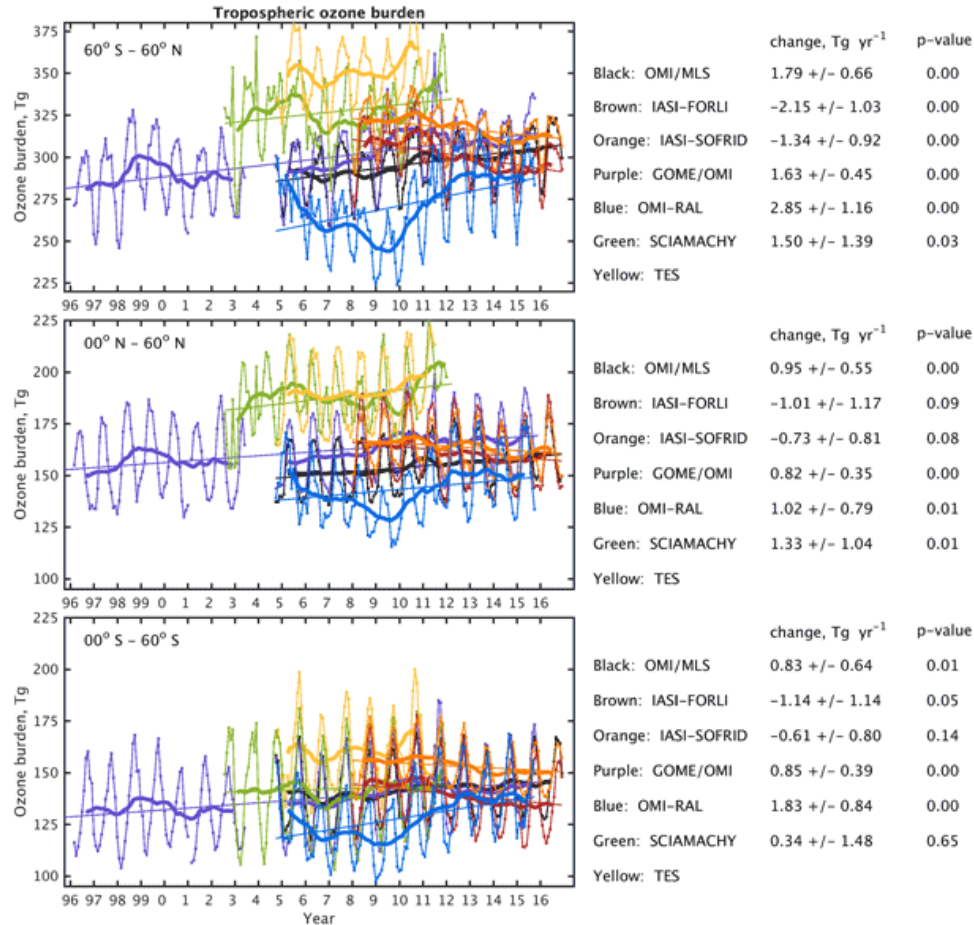 Tropospheric ozone burden
60° S – 60° N
375
350
325
300
275
250
225
Ozone burden, Tg
96 97 98 99 0 1 2 3 4 5 6 7 8 9 10 11 12 13 14 15 16
change, Tg yr⁻¹ p-value
Black: OMI/MLS 1.79 +/- 0.66 0.00
Brown: IASI-FORLI -2.15 +/- 1.03 0.00
Orange: IASI-SOFRID -1.34 +/- 0.92 0.00
Purple: GOME/OMI 1.63 +/- 0.45 0.00
Blue: OMI-RAL 2.85 +/- 1.16 0.00
Green: SCIAMACHY 1.50 +/- 1.39 0.03
Yellow: TES
00° N – 60° N
225
200
175
150
125
100
Ozone burden, Tg
96 97 98 99 0 1 2 3 4 5 6 7 8 9 10 11 12 13 14 15 16
change, Tg yr⁻¹ p-value
Black: OMI/MLS 0.95 +/- 0.55 0.00
Brown: IASI-FORLI -1.01 +/- 1.17 0.09
Orange: IASI-SOFRID -0.73 +/- 0.81 0.08
Purple: GOME/OMI 0.82 +/- 0.35 0.00
Blue: OMI-RAL 1.02 +/- 0.79 0.01
Green: SCIAMACHY 1.33 +/- 1.04 0.01
Yellow: TES
00° S – 60° S
225
200
175
150
125
100
Ozone burden, Tg
96 97 98 99 0 1 2 3 4 5 6 7 8 9 10 11 12 13 14 15 16
Year
change, Tg yr⁻¹ p-value
Black: OMI/MLS 0.83 +/- 0.64 0.01
Brown: IASI-FORLI -1.14 +/- 1.14 0.05
Orange: IASI-SOFRID -0.61 +/- 0.80 0.14
Purple: GOME/OMI 0.85 +/- 0.39 0.00
Blue: OMI-RAL 1.83 +/- 0.84 0.00
Green: SCIAMACHY 0.34 +/- 1.48 0.65
Yellow: TES